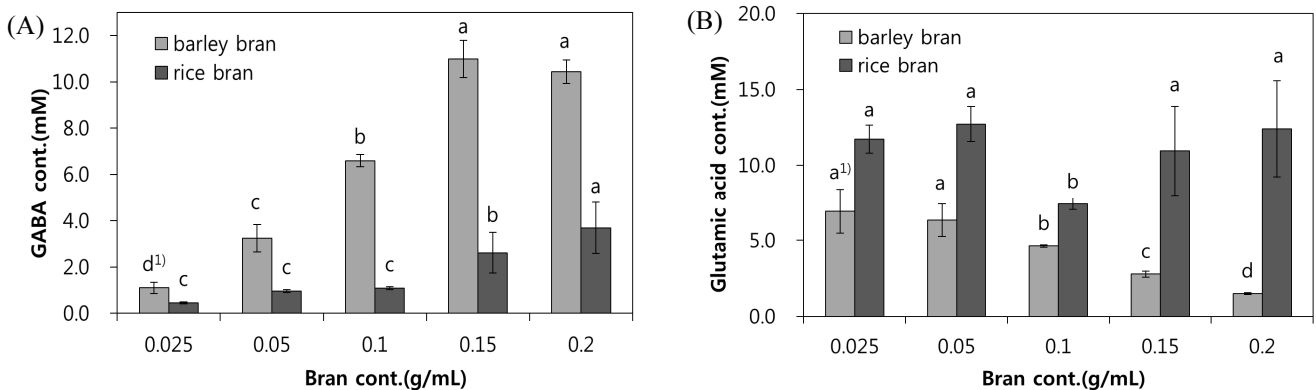 (A)
GABA cont.(mM)
12.0
10.0
8.0
6.0
4.0
2.0
0.0
barley bran
rice bran
d1)
c
c
c
b
c
a
b
a
a
0.025
0.05
0.1
0.15
0.2
Bran cont.(g/mL)
(B)
Glutamic acid cont.(mM)
20.0
15.0
10.0
5.0
0.0
barley bran
rice bran
a1)
a
a
a
b
b
c
a
d
a
0.025
0.05
0.1
0.15
0.2
Bran cont.(g/mL)